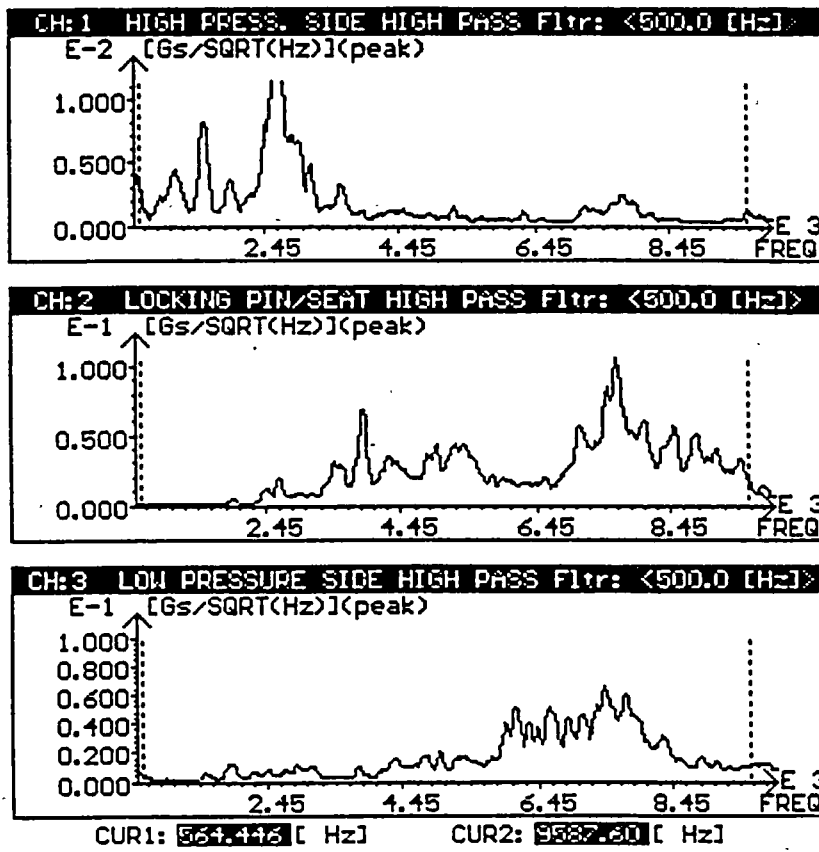 CH:1 HIGH PRESS. SIDE HIGH PASS Fltr: <500.0 [Hz]>
E-2 [Gs/SQRT(Hz)](peak)
1.000
0.500
0.000
2.45 4.45 6.45 8.45 E 3
FREQ
CH:2 LOCKING PIN/SEAT HIGH PASS Fltr: <500.0 [Hz]>
E-1 [Gs/SQRT(Hz)](peak)
1.000
0.500
0.000
2.45 4.45 6.45 8.45 E 3
FREQ
CH:3 LOW PRESSURE SIDE HIGH PASS Fltr: <500.0 [Hz]>
E-1 [Gs/SQRT(Hz)](peak)
1.000
0.800
0.600
0.400
0.200
0.000
2.45 4.45 6.45 8.45 E 3
FREQ
CUR1: 564.446 [ Hz] CUR2: 9587.60 [ Hz]